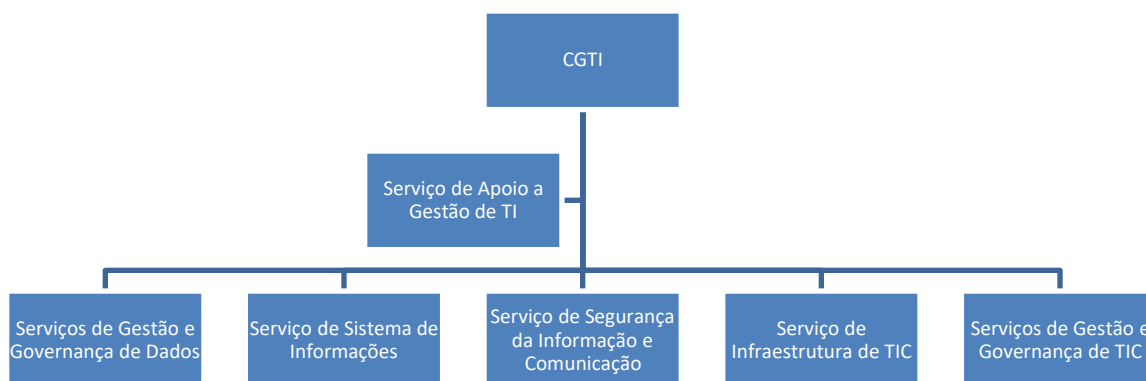 CGTI
Serviço de Apoio a
Gestão de TI
Serviços de Gestão e
Governança de Dados
Serviço de Sistema de
Informações
Serviço de Segurança
da Informação e
Comunicação
Serviço de
Infraestrutura de TIC
Serviços de Gestão e
Governança de TIC